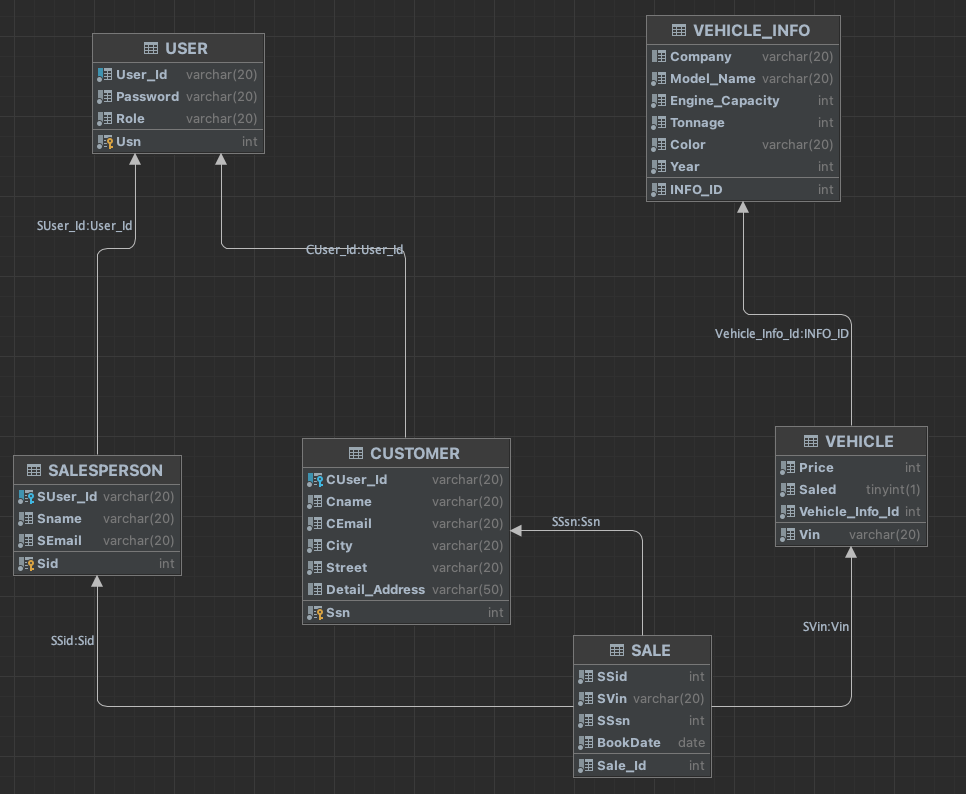 USER
User_Id varchar(20)
Password varchar(20)
Role varchar(20)
Usn int
VEHICLE_INFO
Company varchar(20)
Model_Name varchar(20)
Engine_Capacity int
Tonnage int
Color varchar(20)
Year int
INFO_ID int
SUser_Id:User_Id
CUser_Id:User_Id
Vehicle_Info_Id:INFO_ID
SALESPERSON
SUser_Id varchar(20)
Sname varchar(20)
SEmail varchar(20)
Sid int
CUSTOMER
CUser_Id varchar(20)
Cname varchar(20)
CEmail varchar(20)
City varchar(20)
Street varchar(20)
Detail_Address varchar(50)
Ssn int
VEHICLE
Price int
Saled tinyint(1)
Vehicle_Info_Id int
Vin varchar(20)
SSsn:Ssn
SSid:Sid
SVin:Vin
SALE
SSid int
SVin varchar(20)
SSsn int
BookDate date
Sale_Id int